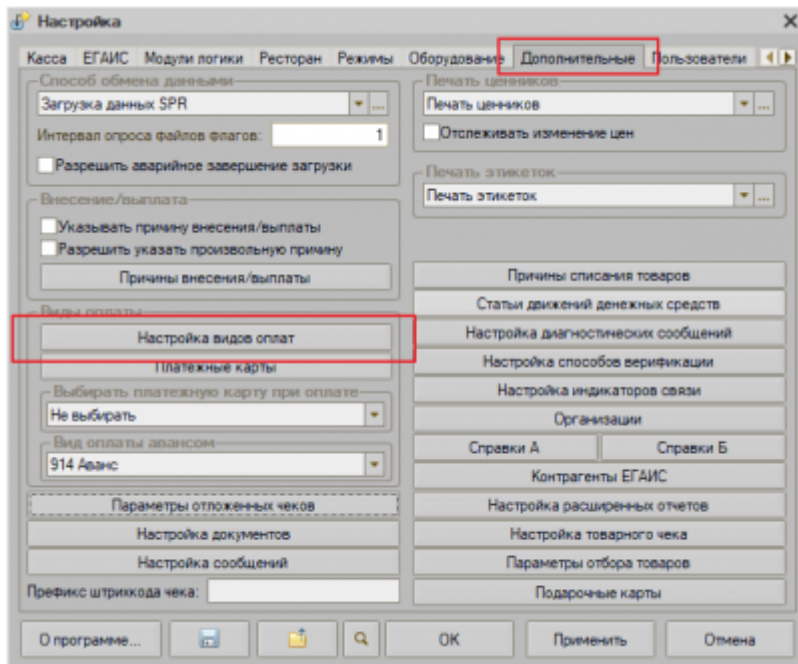 Настройка
Касса ЕГАИС Модули логики Ресторан Режимы Оборудование Дополнительные Пользователи
Способ обмена данными
Загрузка данных SPR
Интервал опроса файлов флагов: 1
Разрешить аварийное завершение загрузки
Внесение/выплата
Указывать причину внесения/выплаты
Разрешить указать произвольную причину
Причины внесения/выплаты
Виды оплаты
Настройка видов оплат
Платежные карты
Выбирать платежную карту при оплате
Не выбирать
Вид оплаты авансом
914 Аванс
Параметры отложенных чеков
Настройка документов
Настройка сообщений
Префикс штрихкода чека:
Печать ценников
Печать ценников
Отслеживать изменение цен
Печать этикеток
Печать этикеток
Причины списания товаров
Статьи движений денежных средств
Настройка диагностических сообщений
Настройка способов верификации
Настройка индикаторов связи
Организации
Справки А Справки Б
Контрагенты ЕГАИС
Настройка расширенных отчетов
Настройка товарного чека
Параметры отбора товаров
Подарочные карты
О программе... ОК Применить Отмена